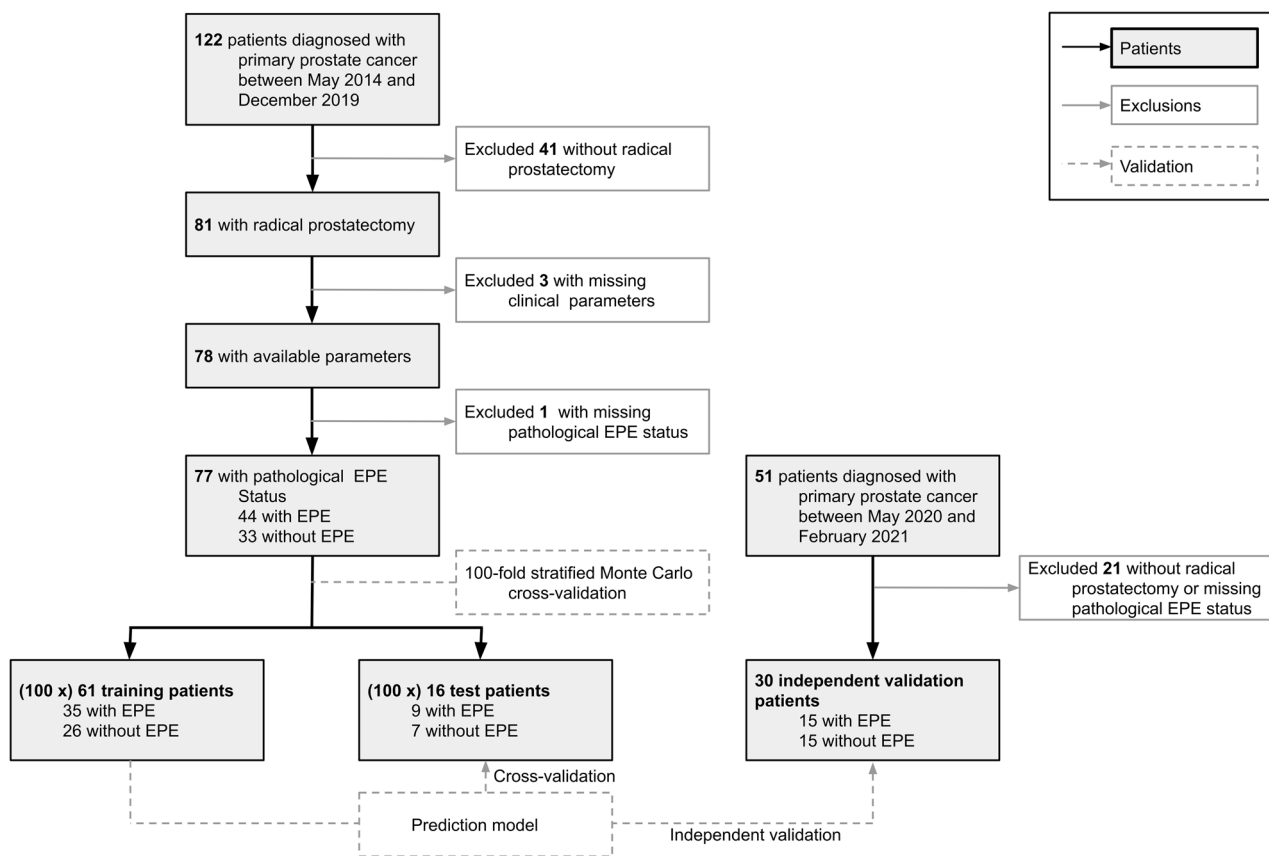 122 patients diagnosed with
primary prostate cancer
between May 2014 and
December 2019
Patients
Exclusions
Validation
Excluded 41 without radical
prostatectomy
81 with radical prostatectomy
Excluded 3 with missing
clinical parameters
78 with available parameters
Excluded 1 with missing
pathological EPE status
77 with pathological EPE
Status
44 with EPE
33 without EPE
51 patients diagnosed with
primary prostate cancer
between May 2020 and
February 2021
100-fold stratified Monte Carlo
cross-validation
Excluded 21 without radical
prostatectomy or missing
pathological EPE status
(100 x) 61 training patients
35 with EPE
26 without EPE
(100 x) 16 test patients
9 with EPE
7 without EPE
30 independent validation
patients
15 with EPE
15 without EPE
Cross-validation
Prediction model
Independent validation